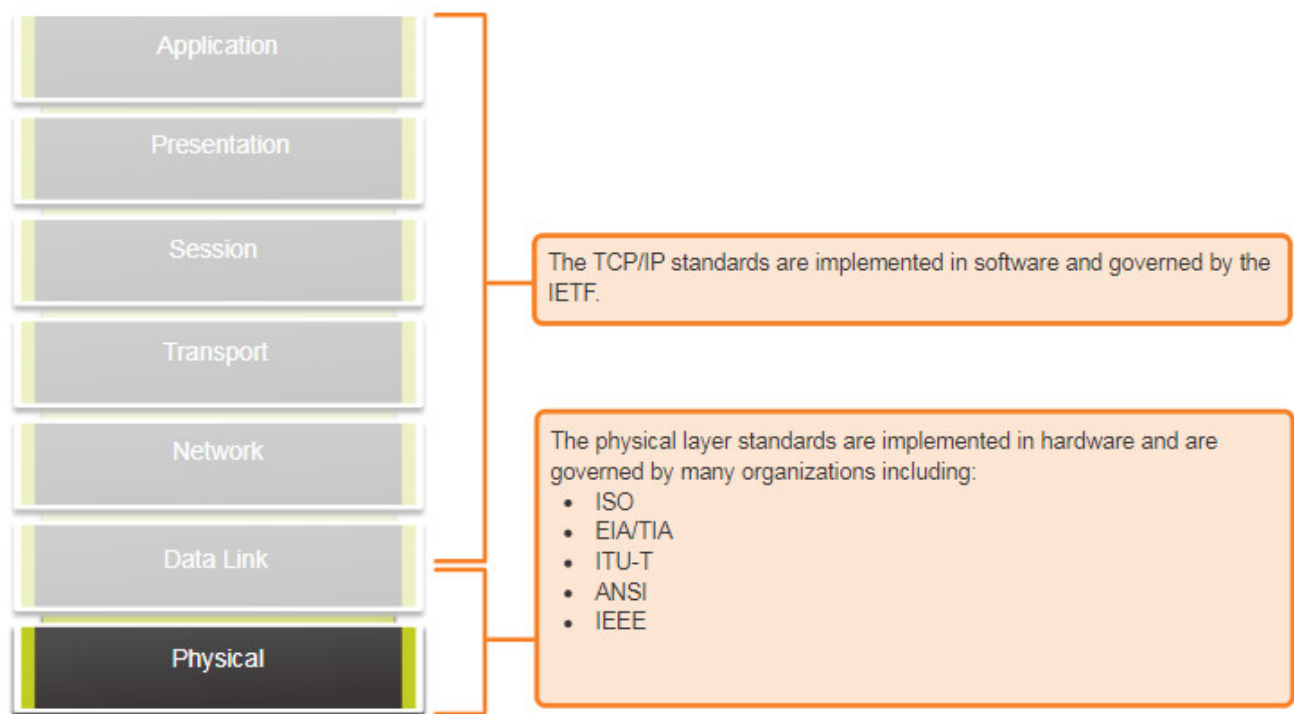 Application
Presentation
Session
Transport
Network
Data Link
Physical
The TCP/IP standards are implemented in software and governed by the
IETF.
The physical layer standards are implemented in hardware and are
governed by many organizations including:
• ISO
• EIA/TIA
• ITU-T
• ANSI
• IEEE